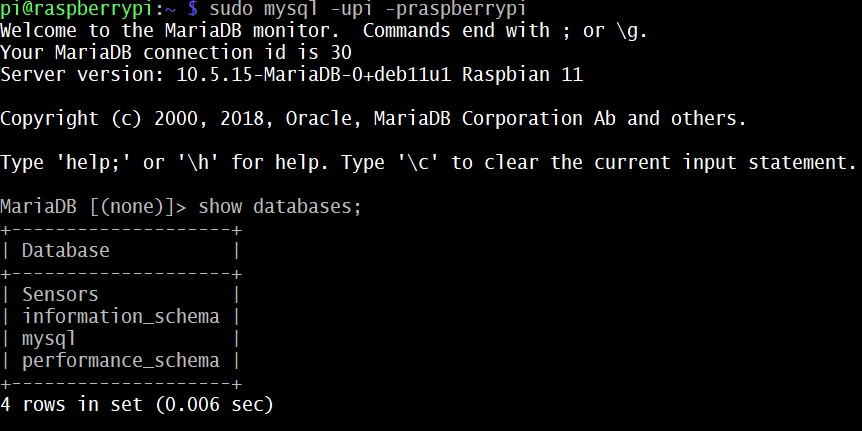 pi@raspberrypi:~ $ sudo mysql -upi -praspberrypi
Welcome to the MariaDB monitor.  Commands end with ; or \g.
Your MariaDB connection id is 30
Server version: 10.5.15-MariaDB-0+deb11u1 Raspbian 11

Copyright (c) 2000, 2018, Oracle, MariaDB Corporation Ab and others.

Type 'help;' or '\h' for help. Type '\c' to clear the current input statement.

MariaDB [(none)]> show databases;
+--------------------+
| Database           |
+--------------------+
| Sensors            |
| information_schema |
| mysql              |
| performance_schema |
+--------------------+
4 rows in set (0.006 sec)